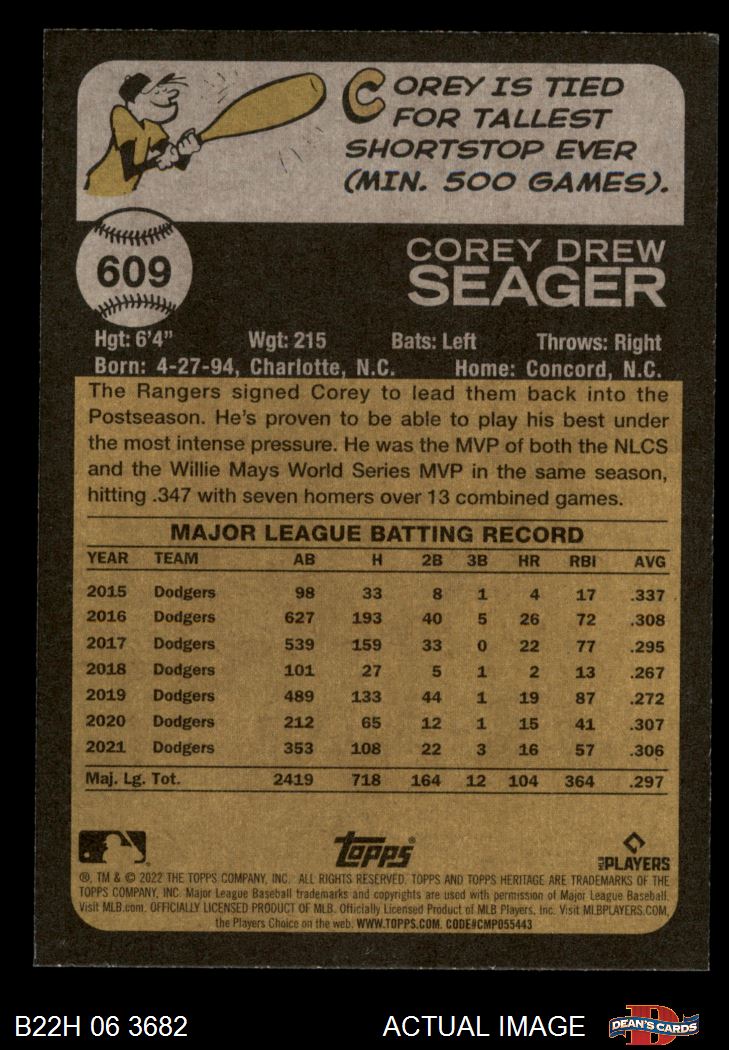 COREY IS TIED
FOR TALLEST
SHORTSTOP EVER
(MIN. 500 GAMES).
609
COREY DREW
SEAGER
Hgt: 6'4" Wgt: 215 Bats: Left Throws: Right
Born: 4-27-94, Charlotte, N.C. Home: Concord, N.C.
The Rangers signed Corey to lead them back into the
Postseason. He's proven to be able to play his best under
the most intense pressure. He was the MVP of both the NLCS
and the Willie Mays World Series MVP in the same season,
hitting .347 with seven homers over 13 combined games.
MAJOR LEAGUE BATTING RECORD
YEAR TEAM AB H 2B 3B HR RBI AVG
2015 Dodgers 98 33 8 1 4 17 .337
2016 Dodgers 627 193 40 5 26 72 .308
2017 Dodgers 539 159 33 0 22 77 .295
2018 Dodgers 101 27 5 1 2 13 .267
2019 Dodgers 489 133 44 1 19 87 .272
2020 Dodgers 212 65 12 1 15 41 .307
2021 Dodgers 353 108 22 3 16 57 .306
Maj. Lg. Tot. 2419 718 164 12 104 364 .297
Topps® MLB PLAYERS
®, TM & © 2022 THE TOPPS COMPANY, INC. ALL RIGHTS RESERVED. TOPPS AND TOPPS HERITAGE ARE TRADEMARKS OF THE
TOPPS COMPANY, INC. Major League Baseball trademarks and copyrights are used with permission of Major League Baseball.
Visit MLB.com. OFFICIALLY LICENSED PRODUCT OF MLB. Officially Licensed Product of MLB Players, Inc. Visit MLBPLAYERS.COM,
the Players Choice on the web. WWW.TOPPS.COM. CODE#CMP055443
B22H 06 3682 ACTUAL IMAGE DEAN'S CARDS